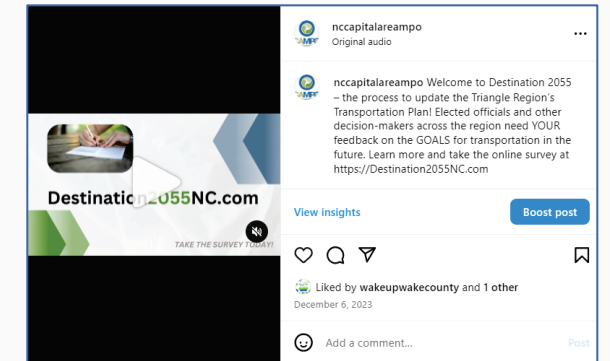 nccapitalareampo
Original audio
nccapitalareampo Welcome to Destination 2055
– the process to update the Triangle Region's
Transportation Plan! Elected officials and other
decision-makers across the region need YOUR
feedback on the GOALS for transportation in the
future. Learn more and take the online survey at
https://Destination2055NC.com
Destination2055NC.com
TAKE THE SURVEY TODAY!
View insights
Boost post
Liked by wakeupwakecounty and 1 other
December 6, 2023
Add a comment...
Post